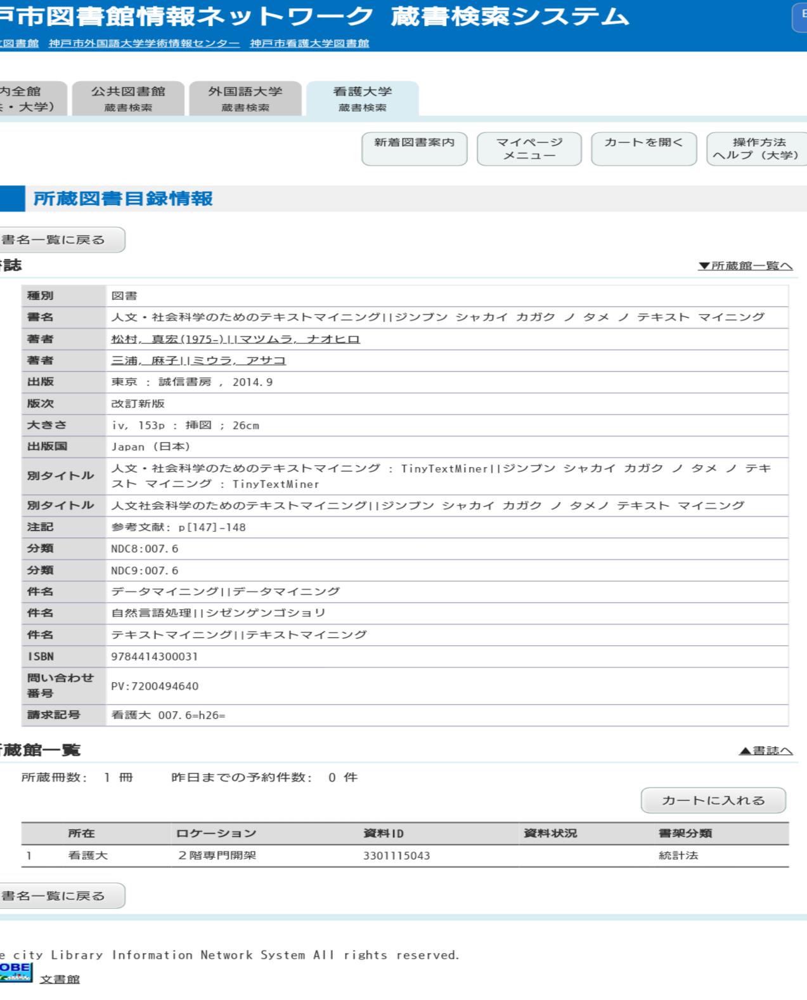 戸市図書館情報ネットワーク 蔵書検索システム
図書館 神戸市外国語大学学術情報センター 神戸市看護大学図書館
内全館
・大学)
公共図書館
蔵書検索
外国語大学
蔵書検索
看護大学
蔵書検索
新着図書案内
マイページ
メニュー
カートを開く
操作方法
ヘルプ (大学)
所蔵図書目録情報
書名一覧に戻る
誌
▼所蔵館一覧へ
種別 図書
書名 人文・社会科学のためのテキストマイニング||ジンブン シャカイ カガク ノ タメ ノ テキスト マイニング
著者 松村, 真宏(1975-)||マツムラ, ナオヒロ
著者 三浦, 麻子||ミウラ, アサコ
出版 東京 : 誠信書房 , 2014.9
版次 改訂新版
大きさ iv, 153p : 挿図 ; 26cm
出版国 Japan (日本)
別タイトル 人文・社会科学のためのテキストマイニング : TinyTextMiner||ジンブン シャカイ カガク ノ タメ ノ テキ
スト マイニング : TinyTextMiner
別タイトル 人文社会科学のためのテキストマイニング||ジンブン シャカイ カガク ノ タメノ テキスト マイニング
注記 参考文献: p[147]-148
分類 NDC8:007.6
分類 NDC9:007.6
件名 データマイニング||データマイニング
件名 自然言語処理||シゼンゲンゴショリ
件名 テキストマイニング||テキストマイニング
ISBN 9784414300031
問い合わせ
番号 PV:7200494640
請求記号 看護大 007.6=h26=
蔵館一覧
▲書誌へ
所蔵冊数: 1 冊 昨日までの予約件数: 0 件
カートに入れる
所在 ロケーション 資料ID 資料状況 書架分類
1 看護大 2階専門開架 3301115043 統計法
書名一覧に戻る
e city Library Information Network System All rights reserved.
OBE
文書館